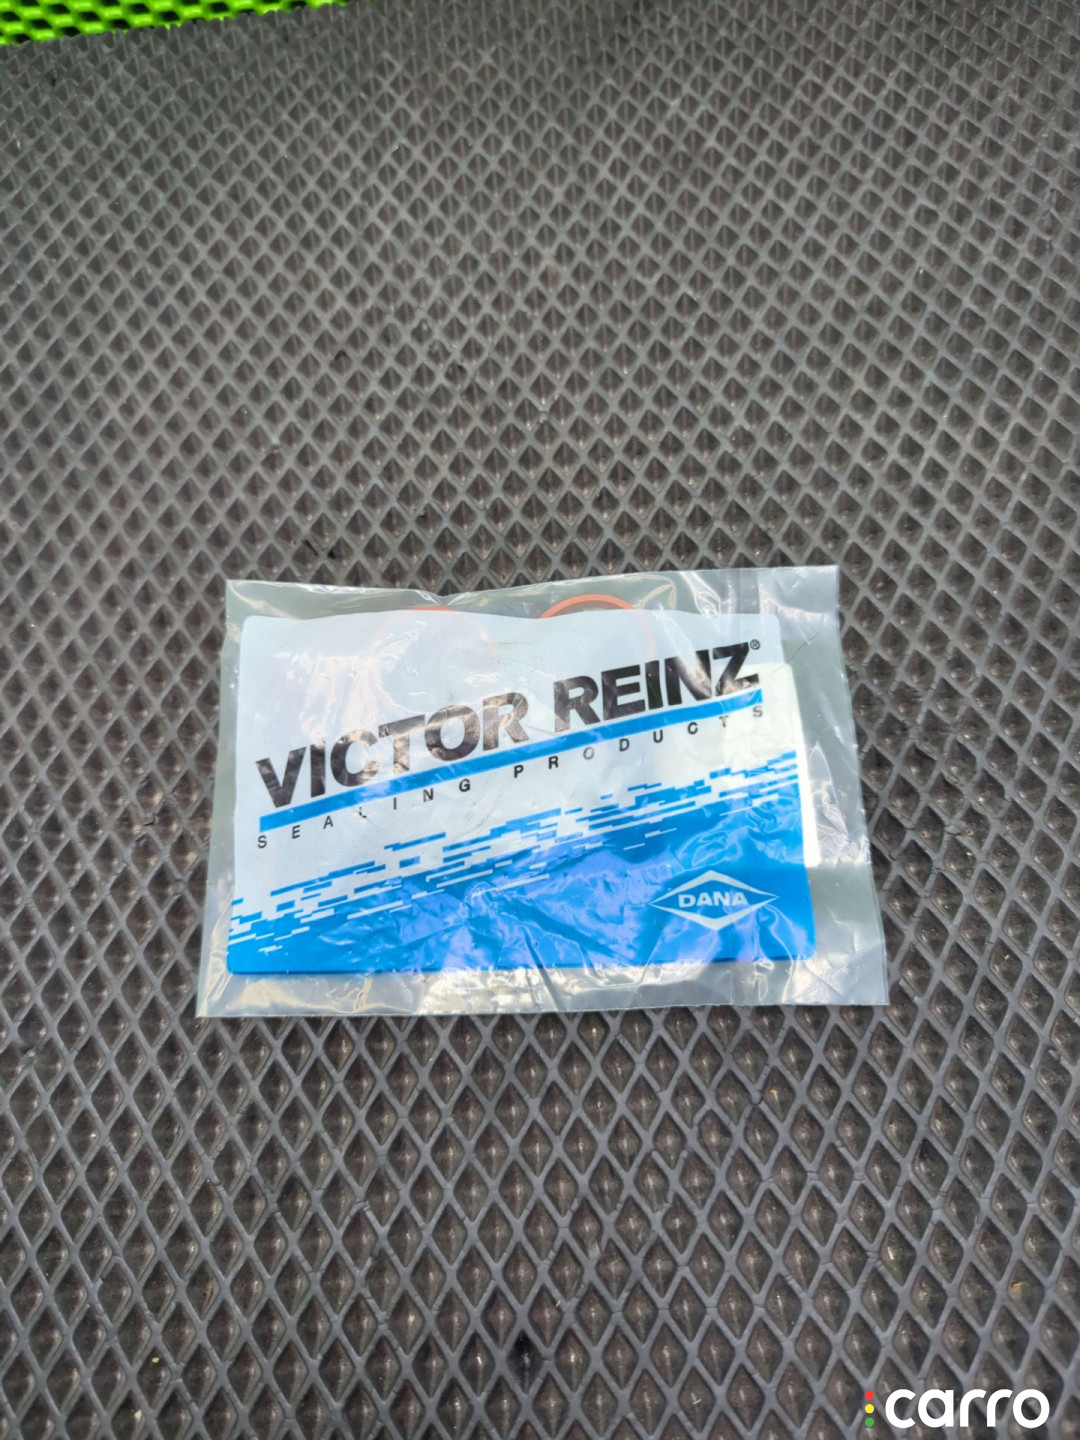 VICTOR REINZ®
SEALING PRODUCTS
DANA
carro